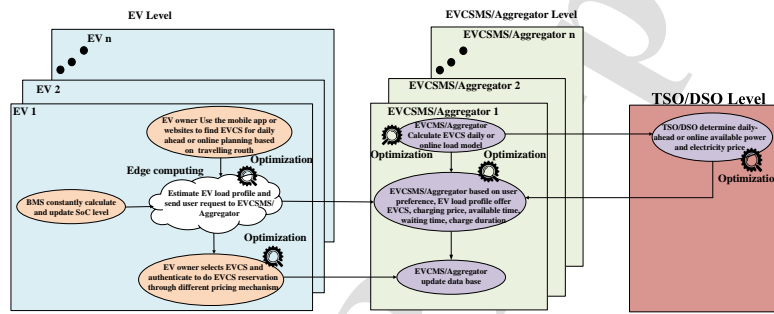 EV Level
EV n
EV 2
EV 1
EV owner Use the mobile app or
websites to find EVCS for daily
ahead or online planning based
on travelling routh
Optimization
Edge computing
Estimate EV load profile and
send user request to EVCSMS/
Aggregator
BMS constantly calculate
and update SoC level
Optimization
EV owner selects EVCS and
authenticate to do EVCS reservation
through different pricing mechanism
EVCSMS/Aggregator Level
EVCSMS/Aggregator n
EVCSMS/Aggregator 2
EVCSMS/Aggregator 1
EVCMS/Aggregator
Calculate EVCS daily or
online load model
Optimization
Optimization
EVCSMS/Aggregator based on user
preference, EV load profile offer
EVCS, charging price, available time,
waiting time, charge duration
EVCMS/Aggregator
update data base
TSO/DSO Level
TSO/DSO determine daily-
ahead or online available power
and electricity price
Optimization